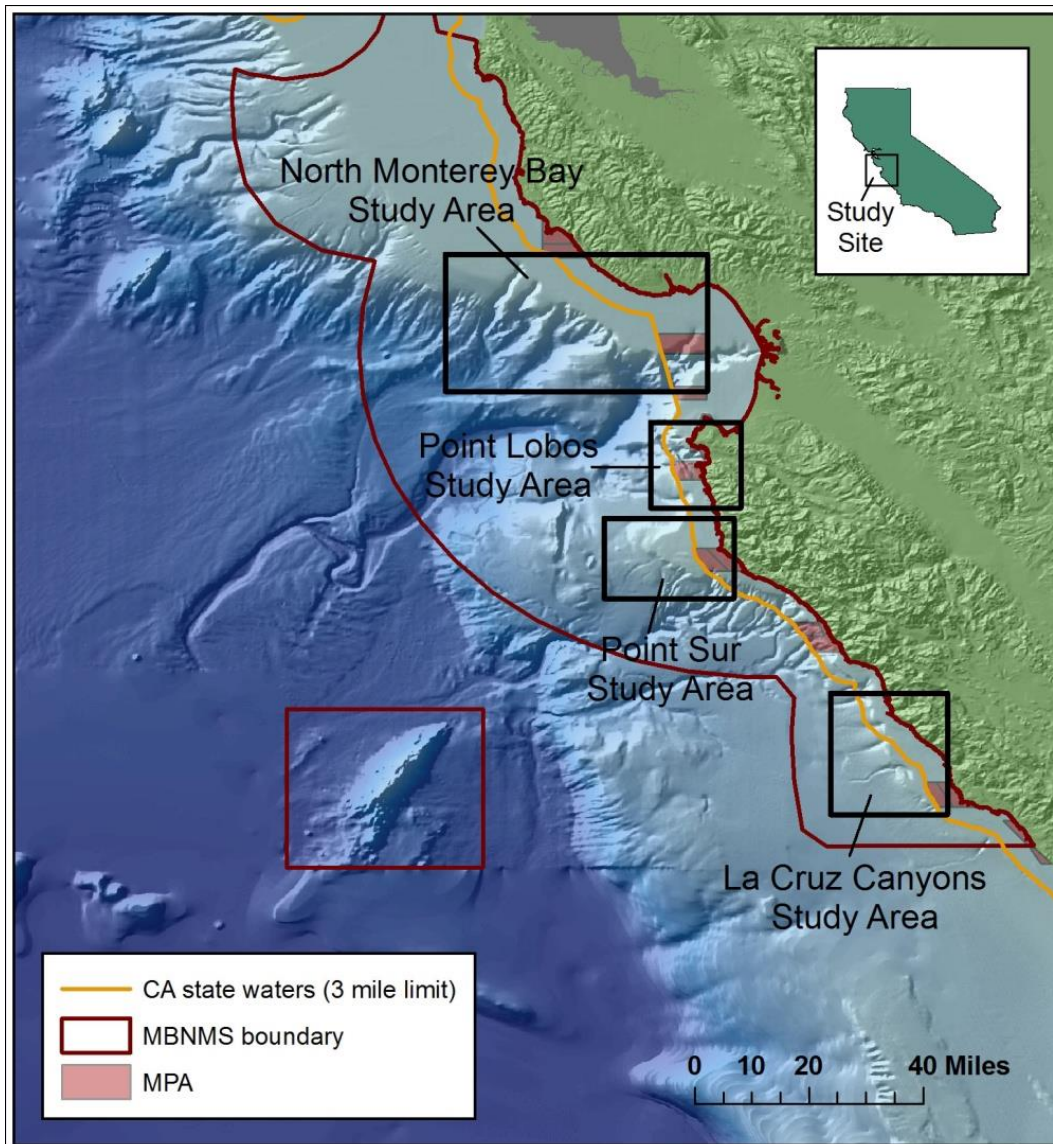 North Monterey Bay
Study Area
Study
Site
Point Lobos
Study Area
Point Sur
Study Area
La Cruz Canyons
Study Area
CA state waters (3 mile limit)
MBNMS boundary
MPA
0 10 20 40 Miles